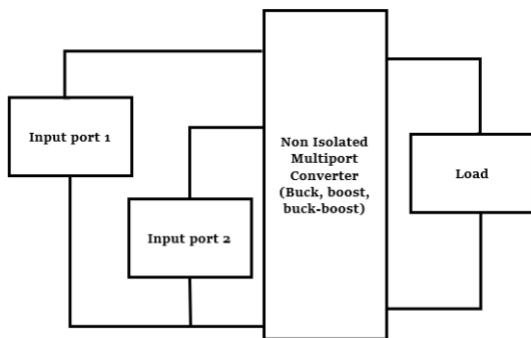 Input port 1
Input port 2
Non Isolated
Multiport
Converter
(Buck, boost,
buck-boost)
Load